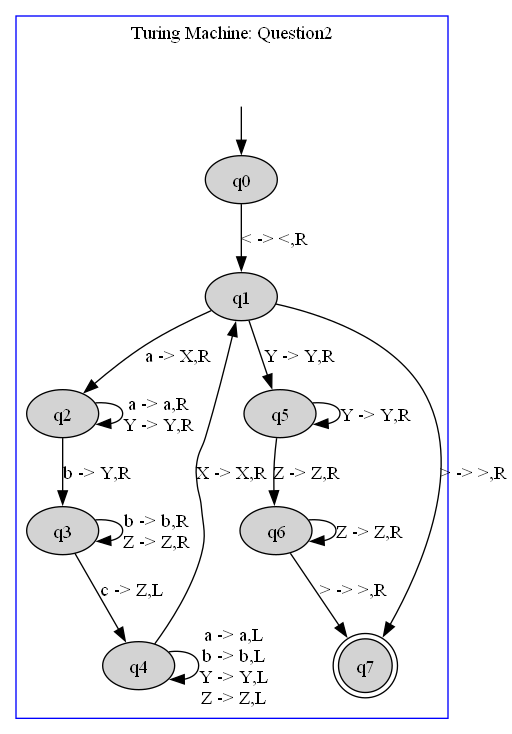 Turing Machine: Question2
q0
< -> <,R
q1
a -> X,R
Y -> Y,R
q2
a -> a,R
Y -> Y,R
q5
Y -> Y,R
b -> Y,R
X -> X,R
Z -> Z,R
> -> >,R
q3
b -> b,R
Z -> Z,R
q6
Z -> Z,R
c -> Z,L
> -> >,R
q4
a -> a,L
b -> b,L
Y -> Y,L
Z -> Z,L
q7